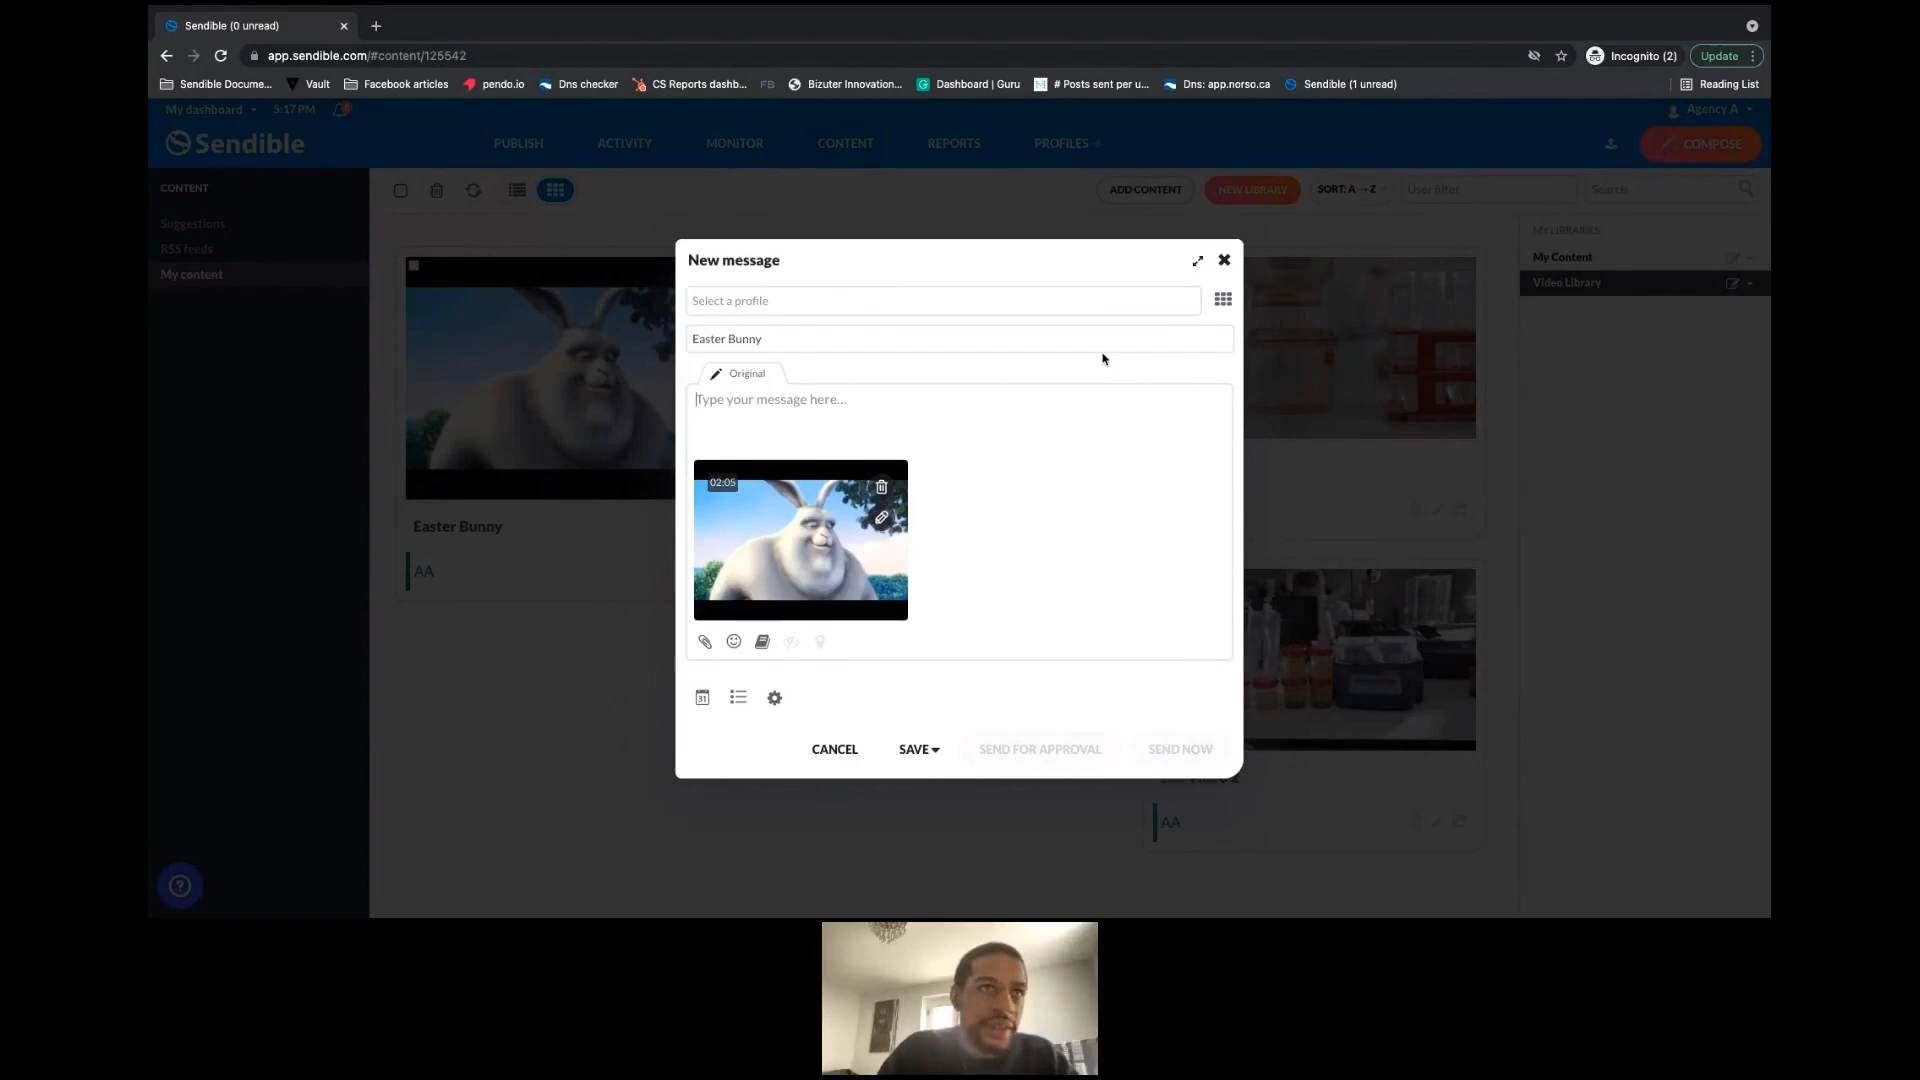 Sendible (0 unread)
app.sendible.com/#content/125542
Incognito (2)
Update
Sendible Docume...
Vault
Facebook articles
pendo.io
Dns checker
CS Reports dashb...
FB
Bizuter Innovation...
Dashboard | Guru
# Posts sent per u...
Dns: app.norso.ca
Sendible (1 unread)
Reading List
My dashboard
5:17 PM
Agency A
Sendible
PUBLISH
ACTIVITY
MONITOR
CONTENT
REPORTS
PROFILES +
COMPOSE
CONTENT
Suggestions
RSS feeds
My content
ADD CONTENT
NEW LIBRARY
SORT: A → Z
User filter
Search
MY LIBRARIES
My Content
Video Library
New message
Select a profile
Easter Bunny
Original
Type your message here...
02:05
31
CANCEL
SAVE
SEND FOR APPROVAL
SEND NOW
Easter Bunny
AA
AA